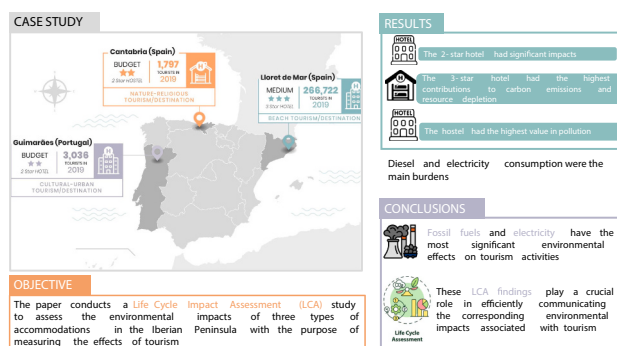 CASE STUDY
Cantabria (Spain)
BUDGET
2 Star HOSTEL
1,797
TOURISTS IN
2019
NATURE-RELIGIOUS
TOURISM/DESTINATION
Lloret de Mar (Spain)
MEDIUM
3 Star HOTEL
266,722
TOURISTS IN
2019
BEACH TOURISM/DESTINATION
Guimarães (Portugal)
BUDGET
2 Star HOTEL
3,036
TOURISTS IN
2019
CULTURAL-URBAN
TOURISM/DESTINATION
OBJECTIVE
The paper conducts a Life Cycle Impact Assessment (LCA) study
to assess the environmental impacts of three types of
accommodations in the Iberian Peninsula with the purpose of
measuring the effects of tourism
RESULTS
HOTEL
The 2- star hotel had significant impacts
H
The 3- star hotel had the highest
contributions to carbon emissions and
resource depletion
HOTEL
The hostel had the highest value in pollution
Diesel and electricity consumption were the
main burdens
CONCLUSIONS
Fossil fuels and electricity have the
most significant environmental
effects on tourism activities
These LCA findings play a crucial
role in efficiently communicating
the corresponding environmental
impacts associated with tourism
Life Cycle
Assessment